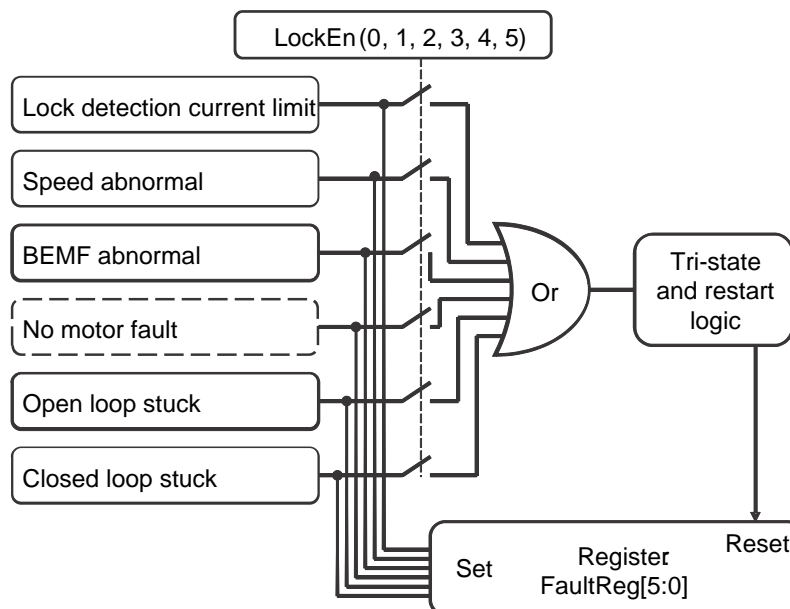 LockEn (0, 1, 2, 3, 4, 5)
Lock detection current limit
Speed abnormal
BEMF abnormal
No motor fault
Open loop stuck
Closed loop stuck
Or
Tri-state
and restart
logic
Reset
Set
Register:
FaultReg[5:0]